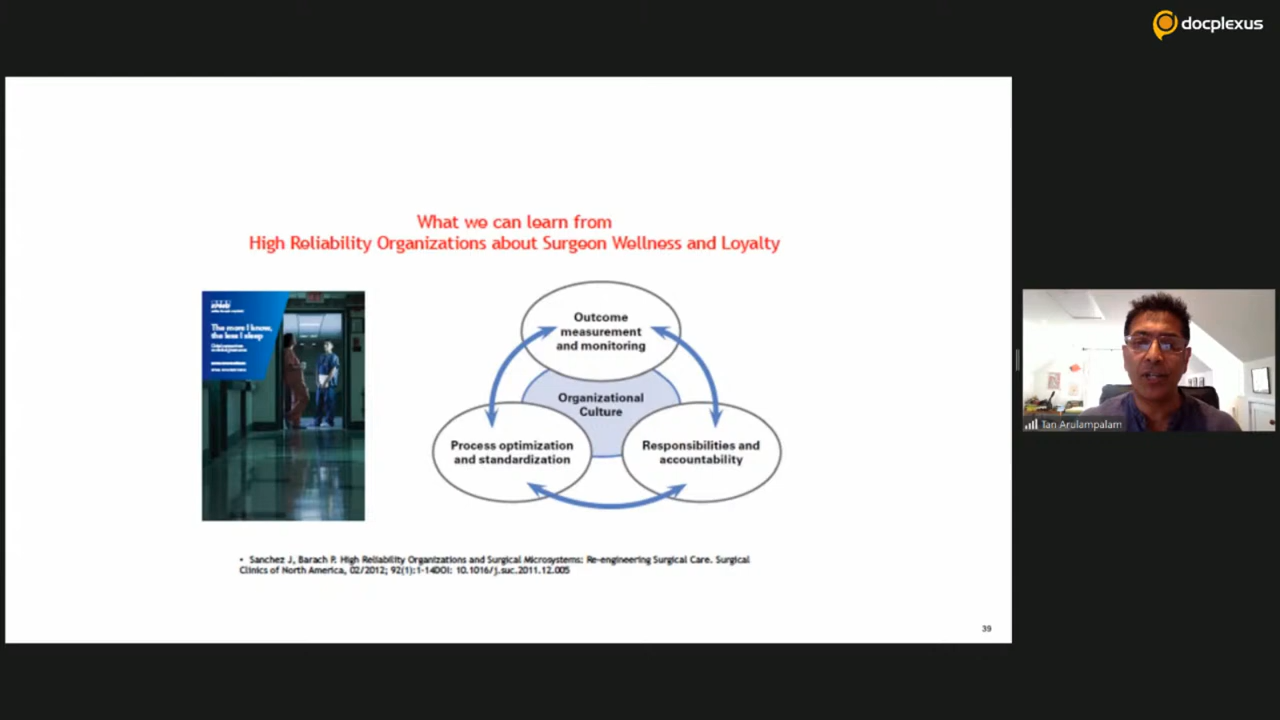 docplexus
What we can learn from
High Reliability Organizations about Surgeon Wellness and Loyalty
KPMG
The more I know,
the less I sleep
Outcome
measurement
and monitoring
Organizational
Culture
Process optimization
and standardization
Responsibilities and
accountability
• Sanchez J, Barach P. High Reliability Organizations and Surgical Microsystems: Re-engineering Surgical Care. Surgical
Clinics of North America, 02/2012; 92(1):1-14DOI: 10.1016/j.suc.2011.12.005
39
Tan Arulampalam